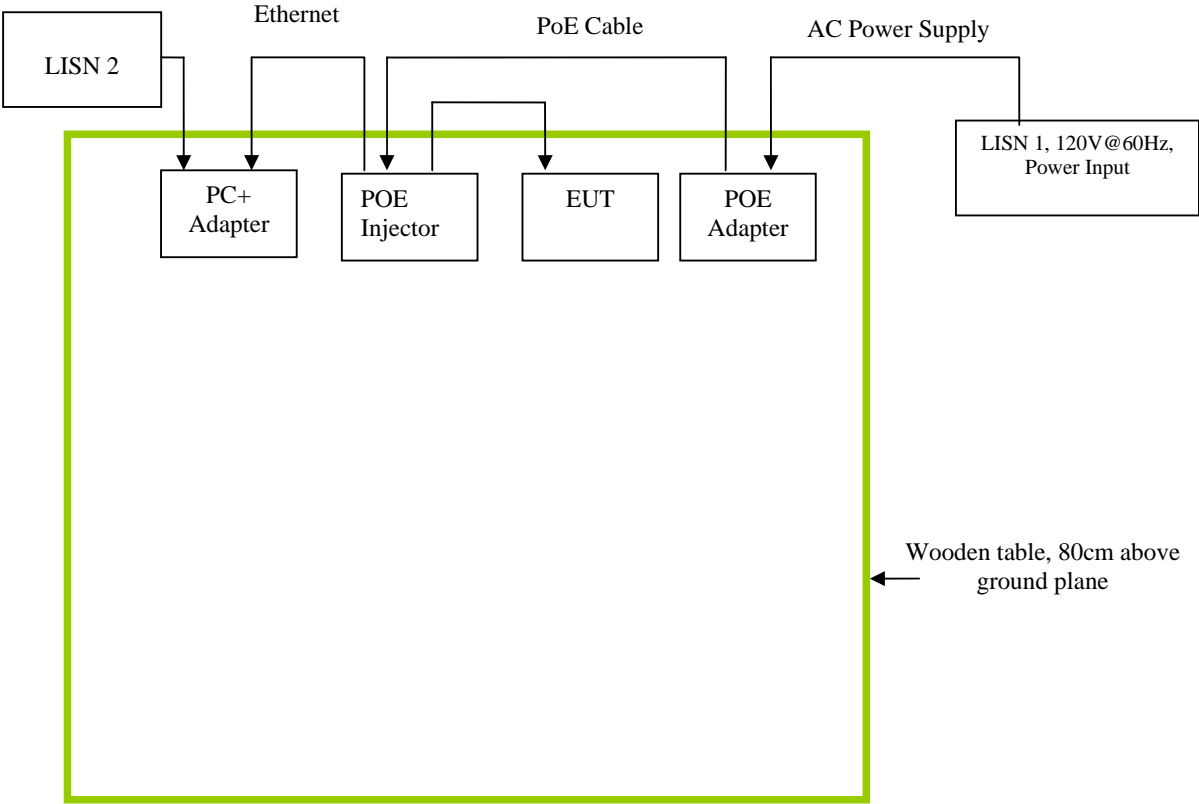 Ethernet
PoE Cable
AC Power Supply
LISN 2
LISN 1, 120V@60Hz,
Power Input
PC+
Adapter
POE
Injector
EUT
POE
Adapter
Wooden table, 80cm above
ground plane